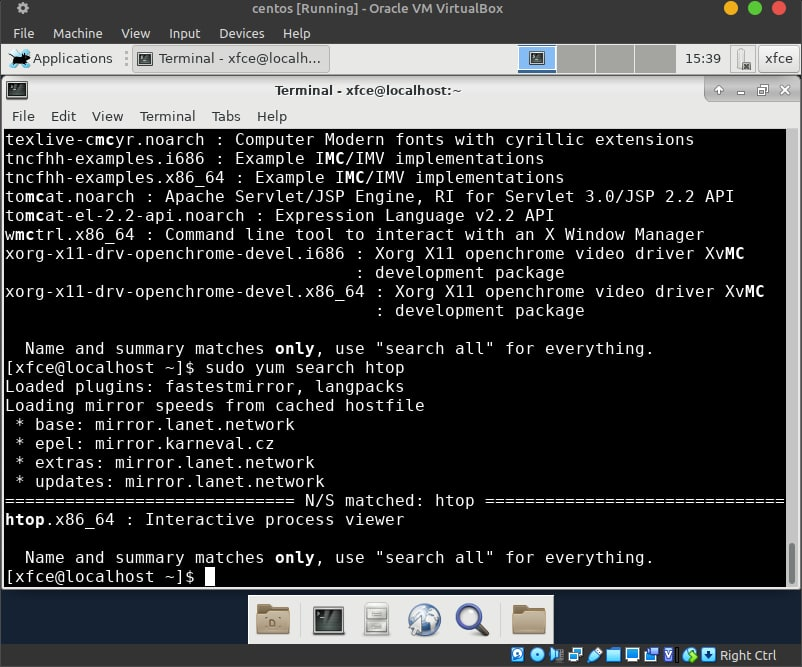 centos [Running] - Oracle VM VirtualBox
File Machine View Input Devices Help
Applications Terminal - xfce@localh... 15:39 xfce
Terminal - xfce@localhost:~
File Edit View Terminal Tabs Help
texlive-cmcyr.noarch : Computer Modern fonts with cyrillic extensions
tncfhh-examples.i686 : Example IMC/IMV implementations
tncfhh-examples.x86_64 : Example IMC/IMV implementations
tomcat.noarch : Apache Servlet/JSP Engine, RI for Servlet 3.0/JSP 2.2 API
tomcat-el-2.2-api.noarch : Expression Language v2.2 API
wmctrl.x86_64 : Command line tool to interact with an X Window Manager
xorg-x11-drv-openchrome-devel.i686 : Xorg X11 openchrome video driver XvMC
: development package
xorg-x11-drv-openchrome-devel.x86_64 : Xorg X11 openchrome video driver XvMC
: development package
Name and summary matches only, use "search all" for everything.
[xfce@localhost ~]$ sudo yum search htop
Loaded plugins: fastestmirror, langpacks
Loading mirror speeds from cached hostfile
* base: mirror.lanet.network
* epel: mirror.karneval.cz
* extras: mirror.lanet.network
* updates: mirror.lanet.network
============================= N/S matched: htop ==============================
htop.x86_64 : Interactive process viewer
Name and summary matches only, use "search all" for everything.
[xfce@localhost ~]$
Right Ctrl